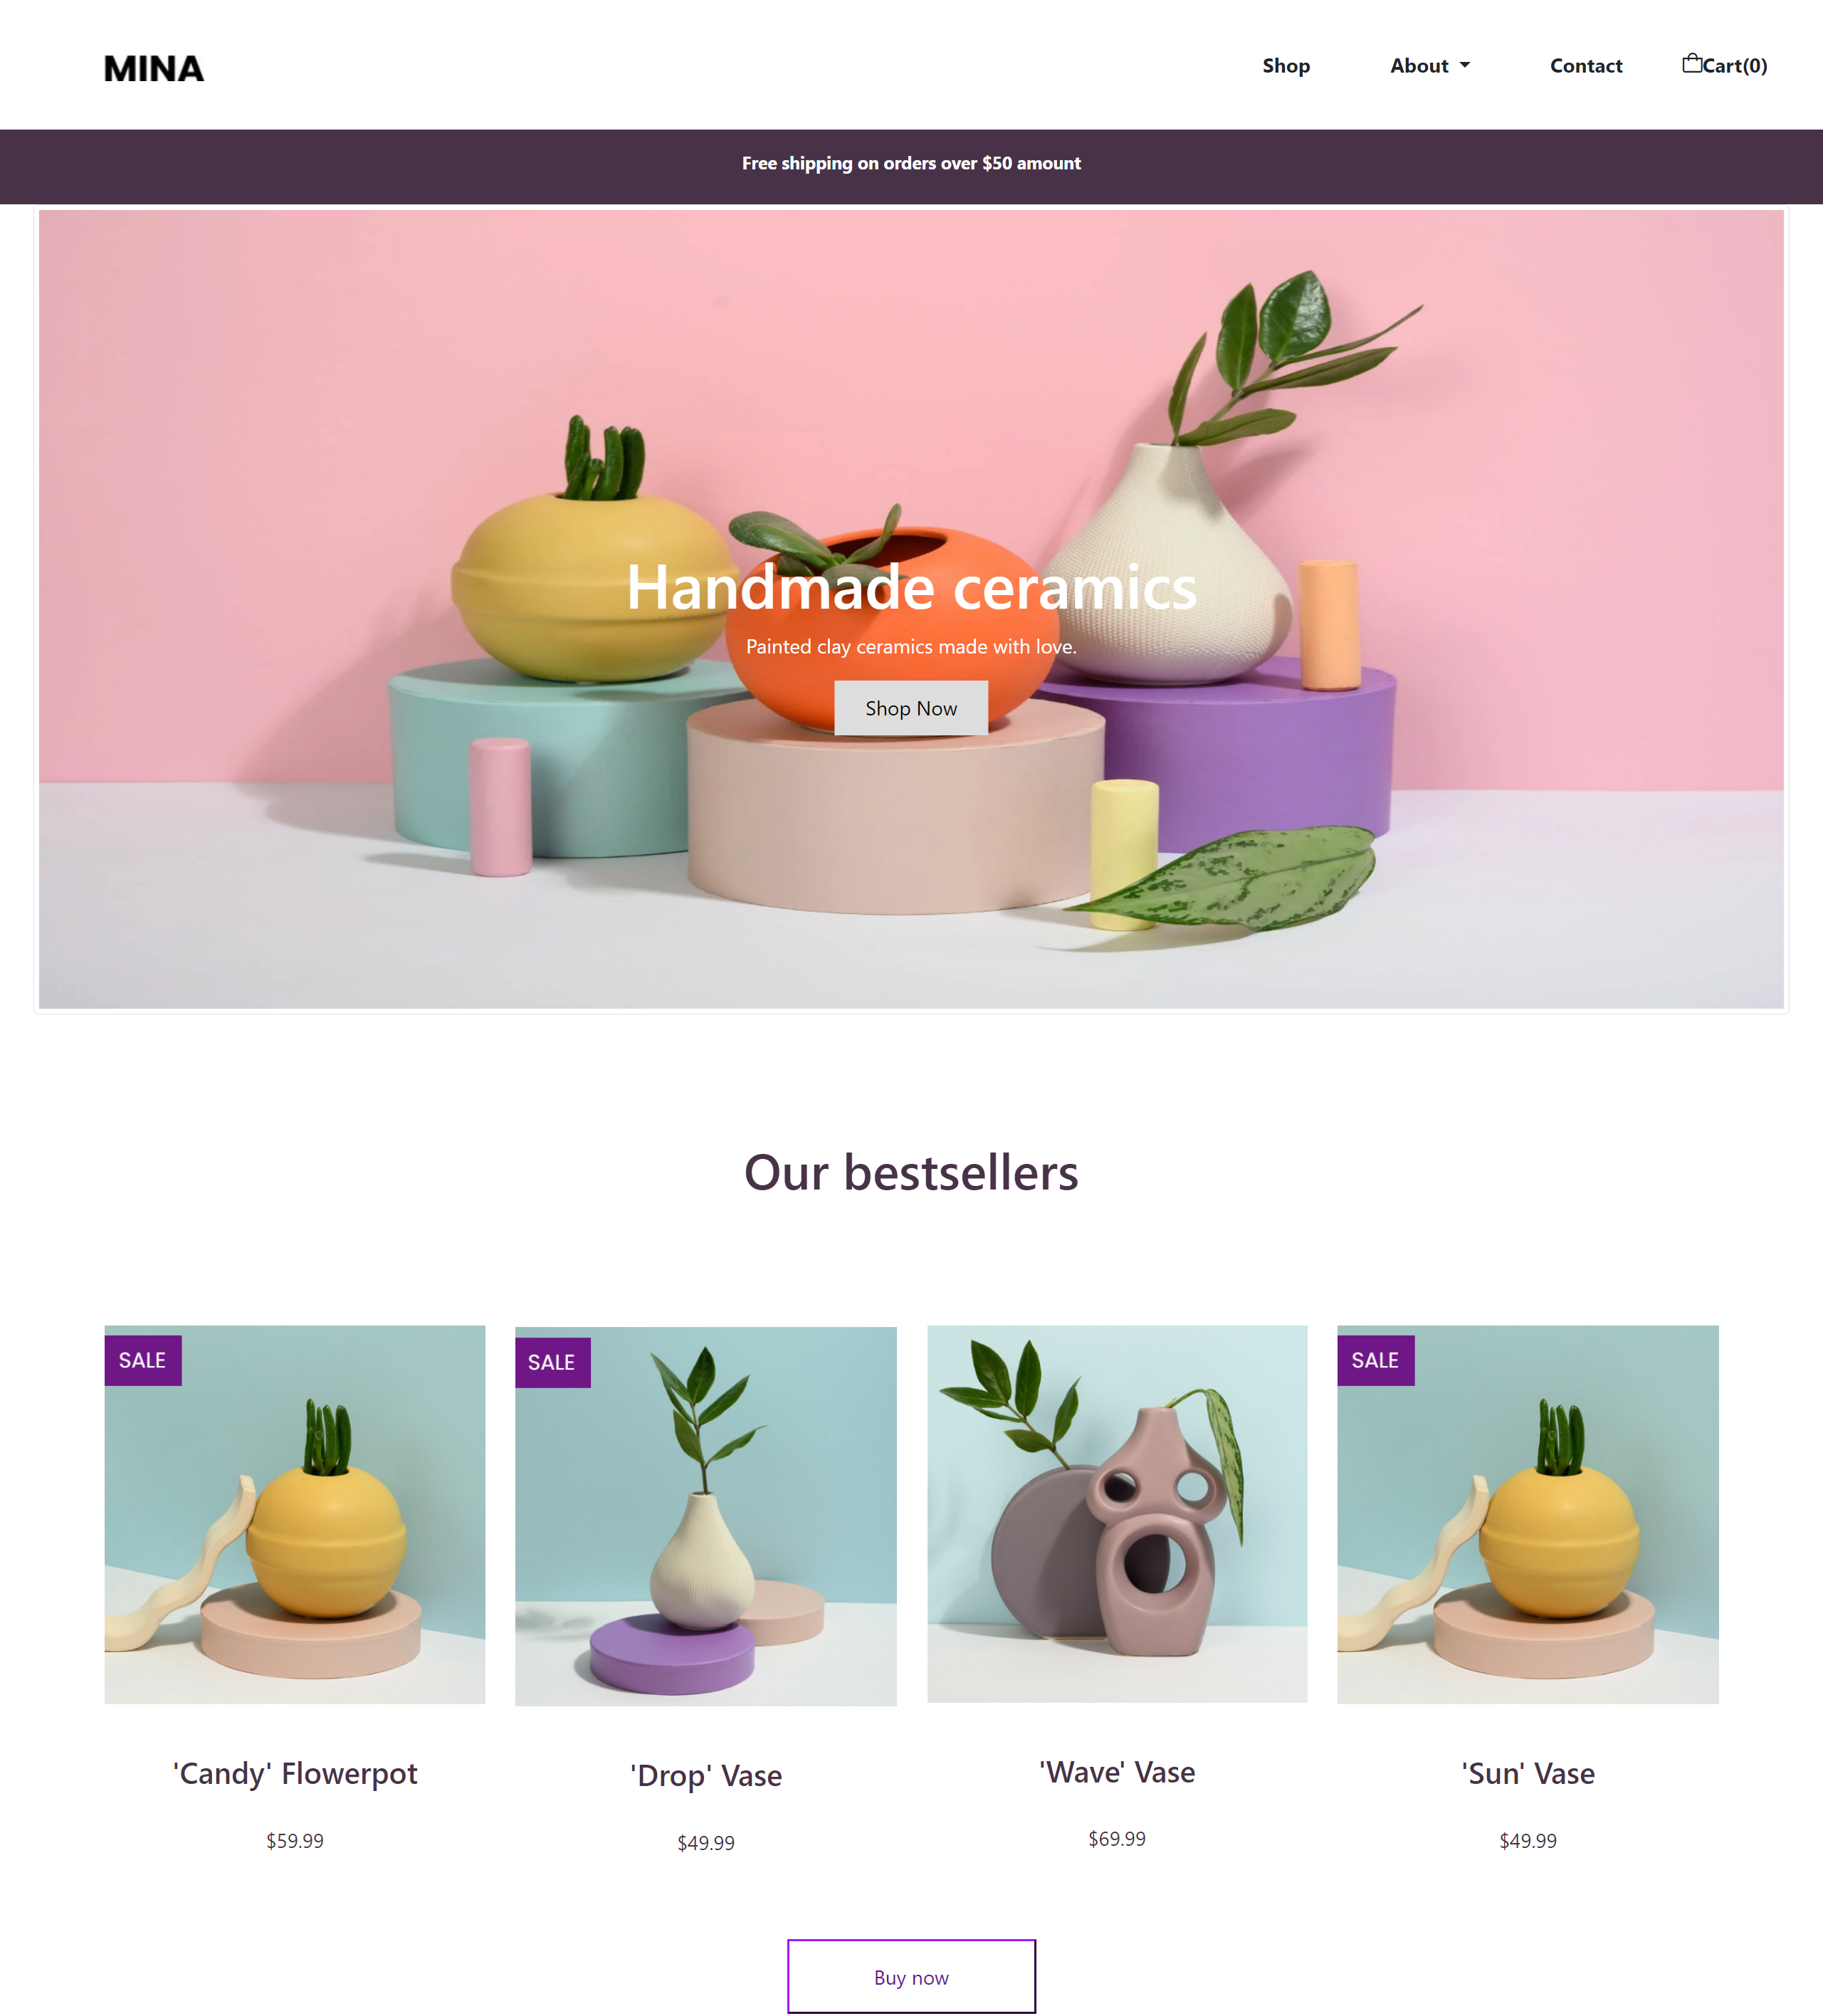 MINA
Shop
About
Contact
Cart(0)
Free shipping on orders over $50 amount
Handmade ceramics
Painted clay ceramics made with love.
Shop Now
Our bestsellers
SALE
SALE
SALE
'Candy' Flowerpot
'Drop' Vase
'Wave' Vase
'Sun' Vase
$59.99
$49.99
$69.99
$49.99
Buy now